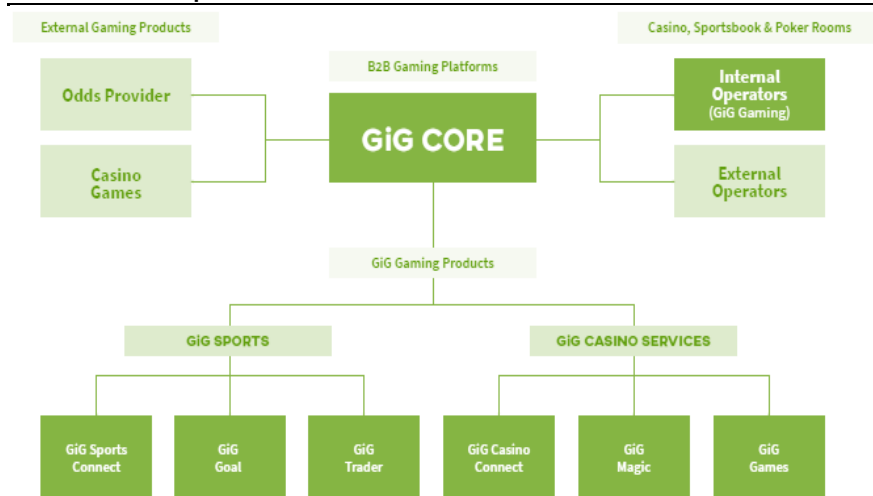 External Gaming Products
Casino, Sportsbook & Poker Rooms
B2B Gaming Platforms
Odds Provider
Casino
Games
GiG CORE
Internal
Operators
(GiG Gaming)
External
Operators
GiG Gaming Products
GiG SPORTS
GiG CASINO SERVICES
GiG Sports
Connect
GiG
Goal
GiG
Trader
GiG Casino
Connect
GiG
Magic
GiG
Games